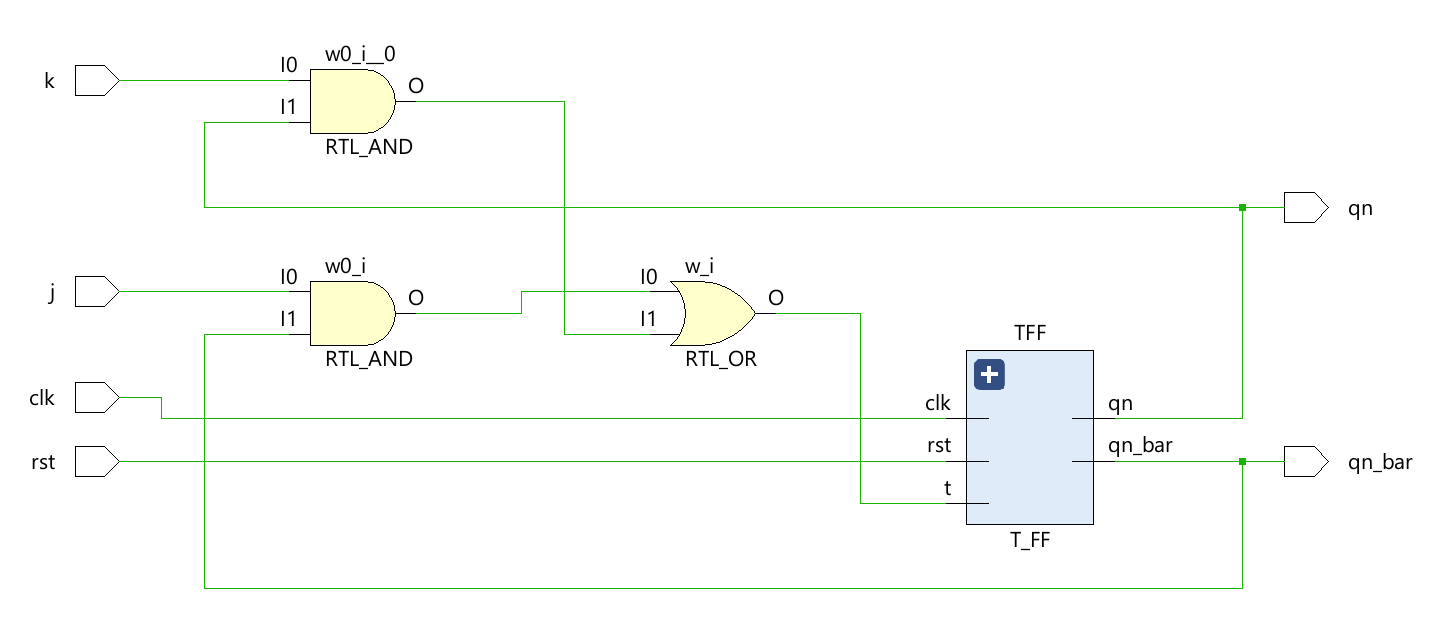 w0_i__0
k
I0
O
I1
RTL_AND
qn
w0_i
w_i
j
I0
O
I0
O
I1
I1
RTL_AND
RTL_OR
TFF
clk
clk
qn
rst
rst
qn_bar
qn_bar
t
T_FF